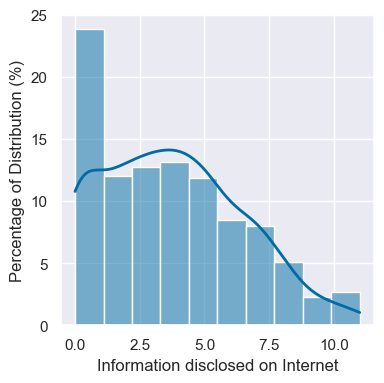 25
20
15
10
5
0
0.0 2.5 5.0 7.5 10.0
Percentage of Distribution (%)
Information disclosed on Internet